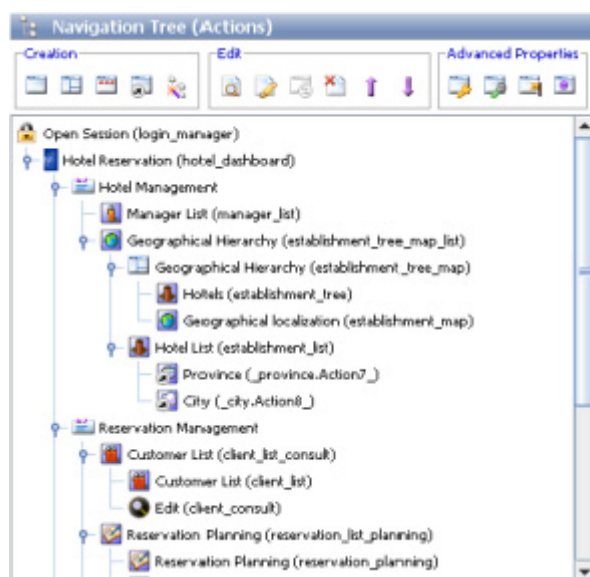 Navigation Tree (Actions)
Creation Edit Advanced Properties
Open Session (login_manager)
Hotel Reservation (hotel_dashboard)
Hotel Management
Manager List (manager_list)
Geographical Hierarchy (establishment_tree_map_list)
Geographical Hierarchy (establishment_tree_map)
Hotels (establishment_tree)
Geographical localization (establishment_map)
Hotel List (establishment_list)
Province (_province.Action7_)
City (_city.Action8_)
Reservation Management
Customer List (client_list_consult)
Customer List (client_list)
Edit (client_consult)
Reservation Planning (reservation_list_planning)
Reservation Planning (reservation_planning)